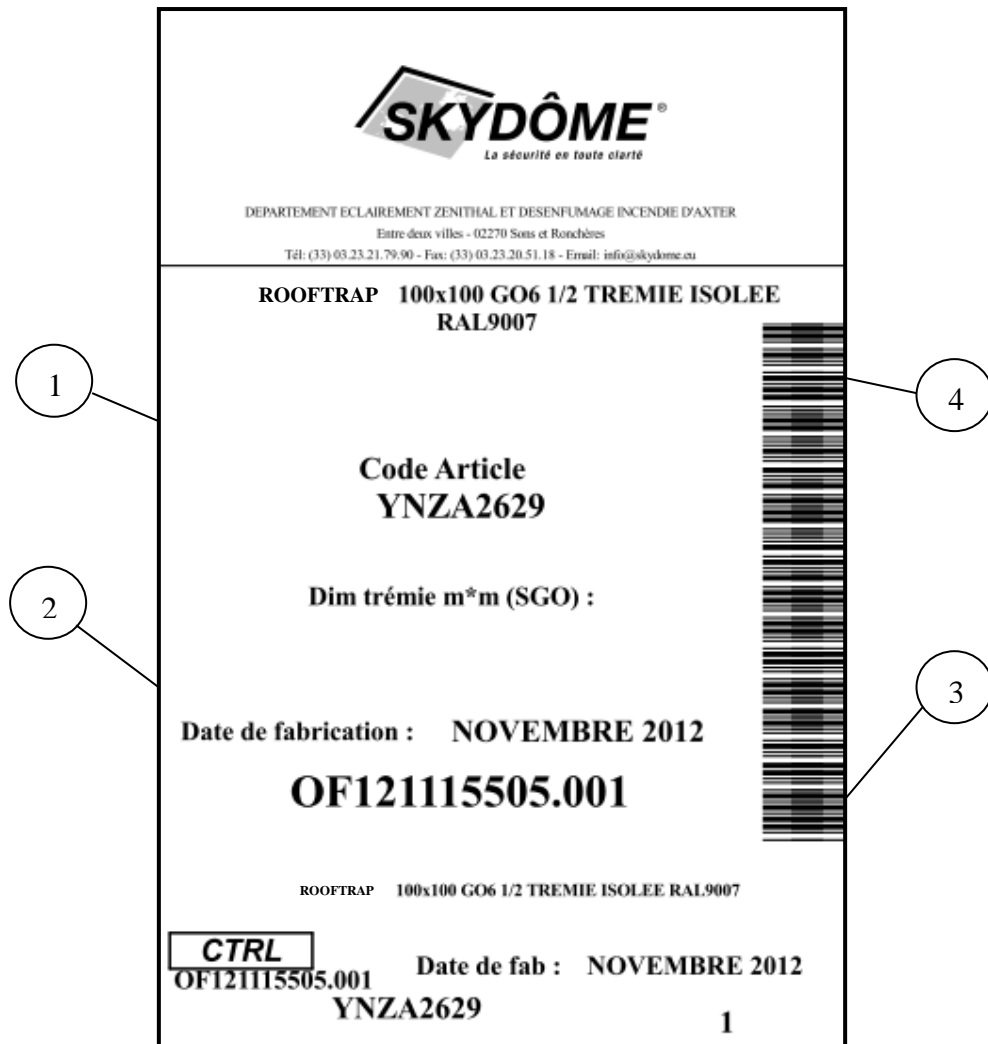 SKYDÔME®
La sécurité en toute clarté
DEPARTEMENT ECLAIREMENT ZENITHAL ET DESENFUMAGE INCENDIE D'AXTER
Entre deux villes - 02270 Sons et Ronchères
Tél: (33) 03.23.21.79.90 - Fax: (33) 03.23.20.51.18 - Email: info@skydome.eu
ROOFTRAP 100x100 GO6 1/2 TREMIE ISOLEE
RAL9007
1
4
Code Article
YNZA2629
Dim trémie m*m (SGO) :
2
3
Date de fabrication : NOVEMBRE 2012
OF121115505.001
ROOFTRAP 100x100 GO6 1/2 TREMIE ISOLEE RAL9007
CTRL
OF121115505.001
Date de fab : NOVEMBRE 2012
YNZA2629
1